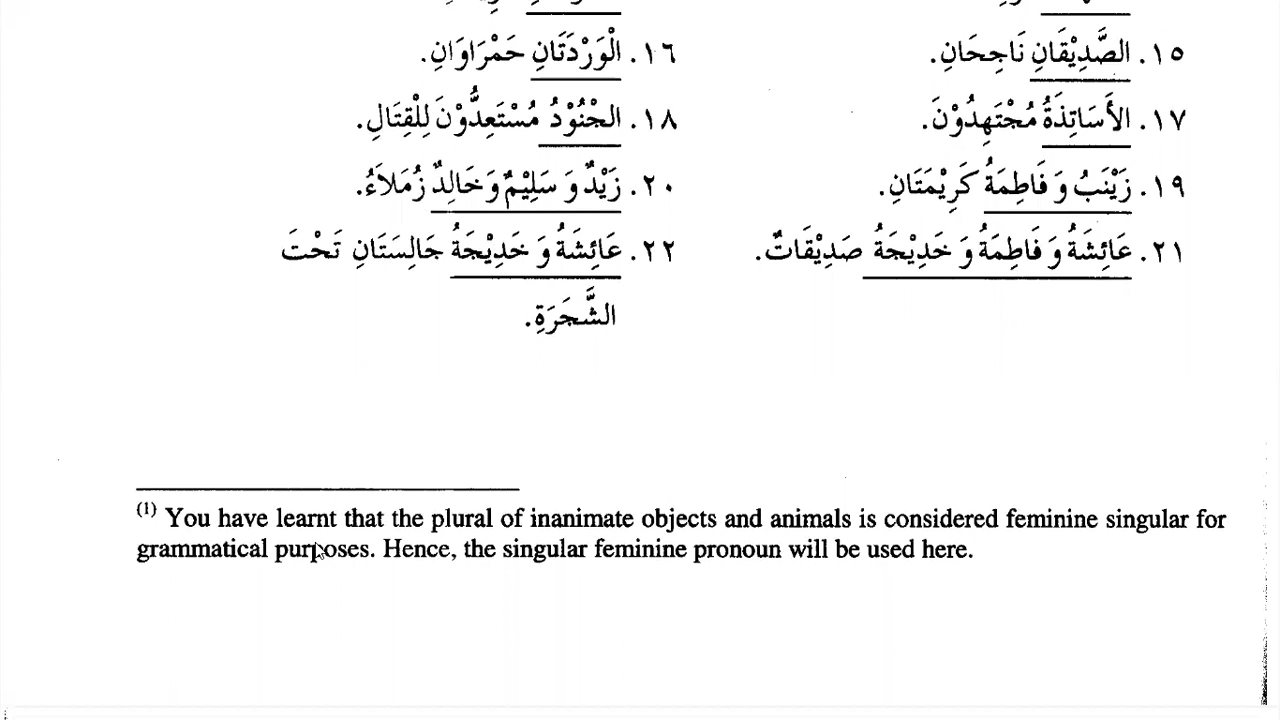 ١٥. الصَّدِيْقَانِ نَاجِحَانِ. ١٦. الْوَرْدَتَانِ حَمْرَاوَانِ.
١٧. الأَسَاتِذَةُ مُجْتَهِدُوْنَ. ١٨. الجْنُوْدُ مُسْتَعِدُّوْنَ لِلْقِتَالِ.
١٩. زَيْنَبُ وَ فَاطِمَةُ كَرِيْمَتَانِ. ٢٠. زَيْدٌ وَ سَلِيْمٌ وَ خَالِدٌ زُمَلاَءُ.
٢١. عَائِشَةُ وَ فَاطِمَةُ وَ خَدِيْجَةُ صَدِيْقَاتٌ. ٢٢. عَائِشَةُ وَ خَدِيْجَةُ جَالِسَتَانِ تَحْتَ
الشَّجَرَةِ.
(1) You have learnt that the plural of inanimate objects and animals is considered feminine singular for
grammatical purposes. Hence, the singular feminine pronoun will be used here.